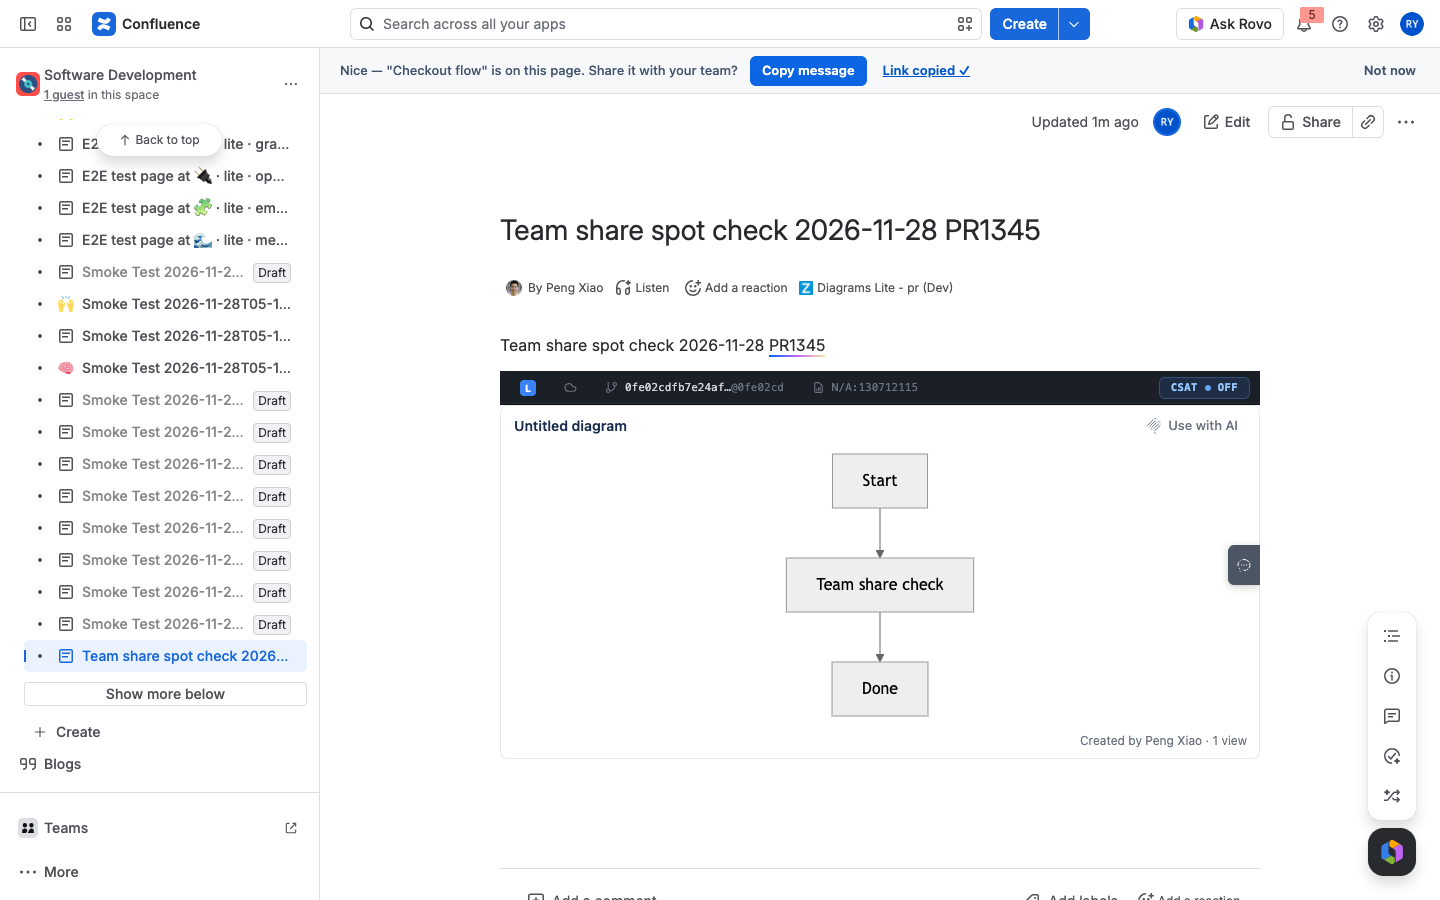 Confluence
Search across all your apps
Create
Ask Rovo
5
RY
Software Development
1 guest in this space
Nice — "Checkout flow" is on this page. Share it with your team?
Copy message
Link copied ✓
Not now
Updated 1m ago
RY
Edit
Share
↑ Back to top
E2 lite · gra...
E2E test page at 🔌 · lite · op...
E2E test page at 🧩 · lite · em...
E2E test page at 🌊 · lite · me...
Smoke Test 2026-11-2... Draft
🙌 Smoke Test 2026-11-28T05-1...
Smoke Test 2026-11-28T05-1...
🧠 Smoke Test 2026-11-28T05-1...
Smoke Test 2026-11-2... Draft
Smoke Test 2026-11-2... Draft
Smoke Test 2026-11-2... Draft
Smoke Test 2026-11-2... Draft
Smoke Test 2026-11-2... Draft
Smoke Test 2026-11-2... Draft
Smoke Test 2026-11-2... Draft
Smoke Test 2026-11-2... Draft
Team share spot check 2026...
Show more below
Create
Blogs
Teams
More
Team share spot check 2026-11-28 PR1345
By Peng Xiao
Listen
Add a reaction
Diagrams Lite - pr (Dev)
Team share spot check 2026-11-28 PR1345
L
0fe02cdfb7e24af…@0fe02cd
N/A:130712115
CSAT ● OFF
Untitled diagram
Use with AI
Start
Team share check
Done
Created by Peng Xiao · 1 view
Add a comment
Add labels
Add a reaction